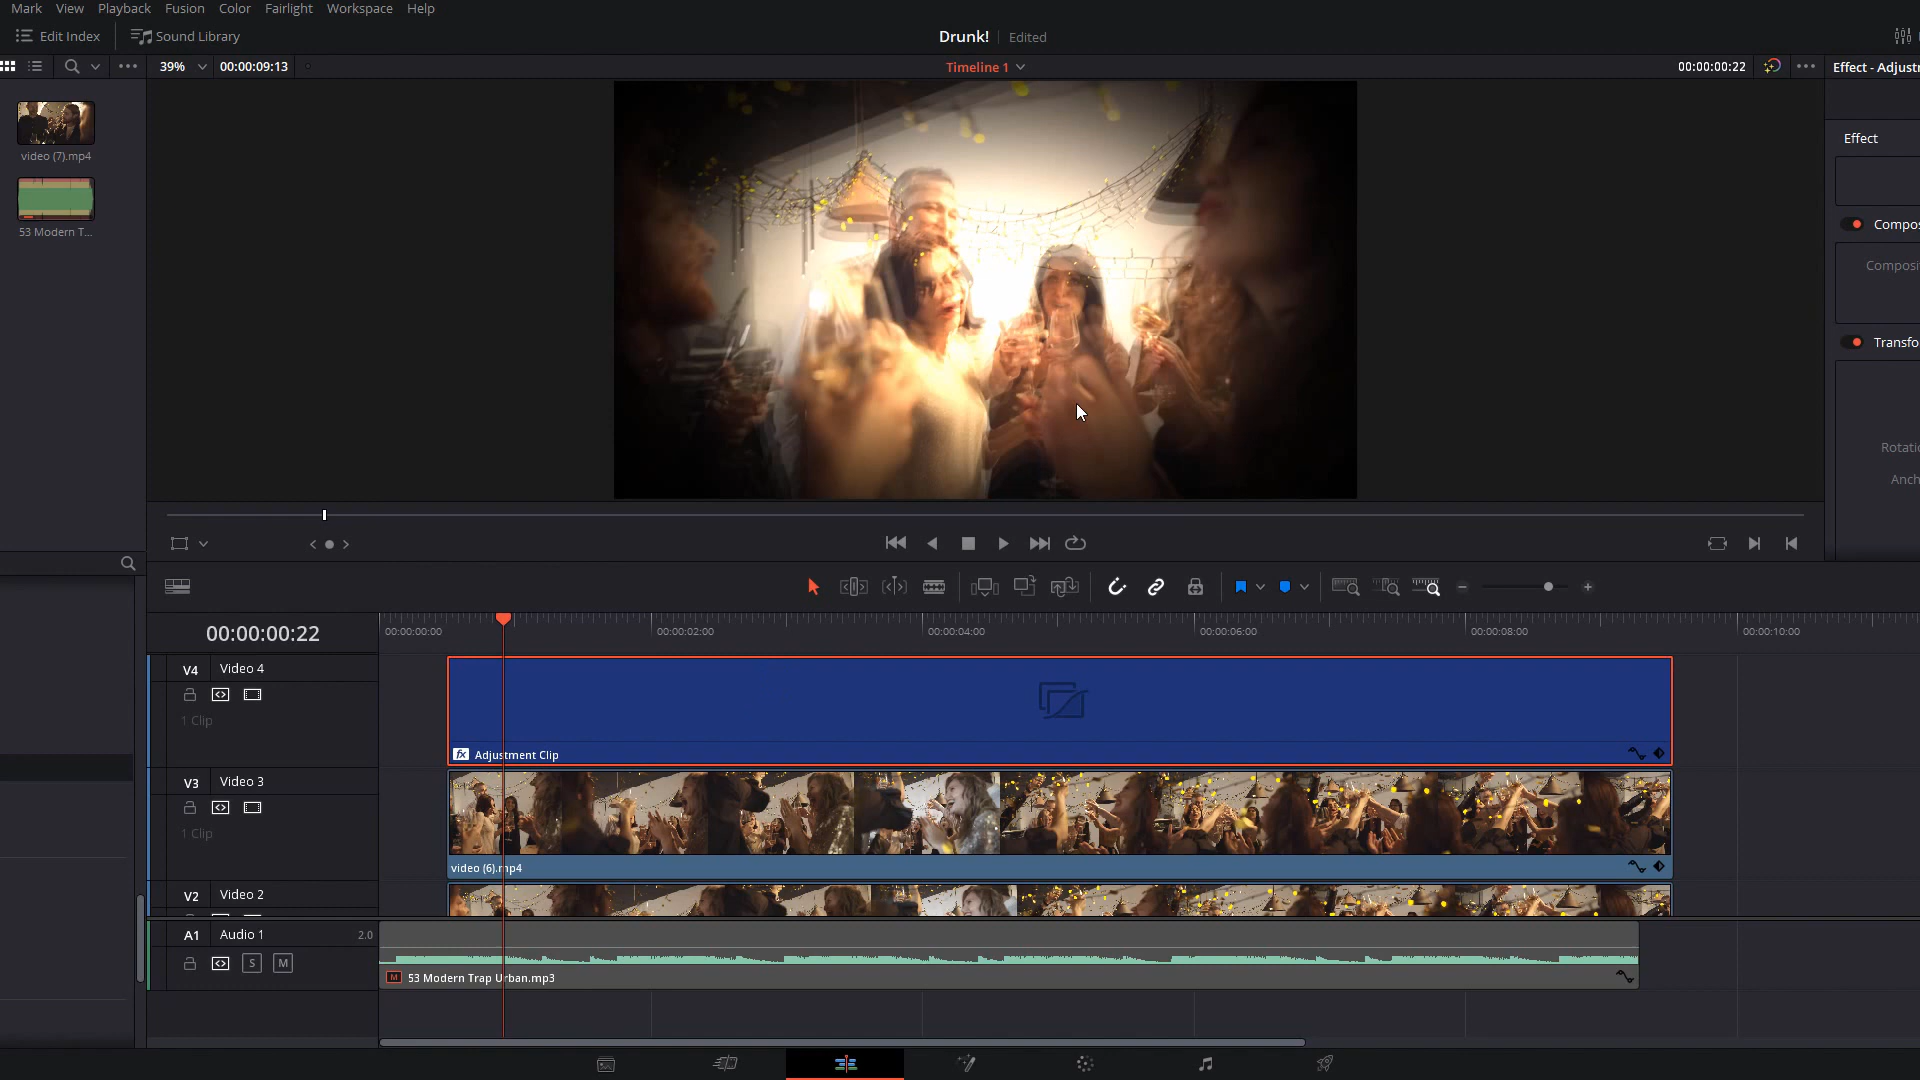 Mark View Playback Fusion Color Fairlight Workspace Help
Edit Index Sound Library Drunk! Edited
39% 00:00:09:13 Timeline 1 00:00:00:22 Effect - Adjustm
video (7).mp4
53 Modern T...
Effect
Compos
Composit
Transfo
Rotatic
Anch
00:00:00:22
00:00:00:00 00:00:02:00 00:00:04:00 00:00:06:00 00:00:08:00 00:00:10:00
V4 Video 4
1 Clip
fx Adjustment Clip
V3 Video 3
1 Clip
video (6).mp4
V2 Video 2
A1 Audio 1 2.0
S M
M 53 Modern Trap Urban.mp3